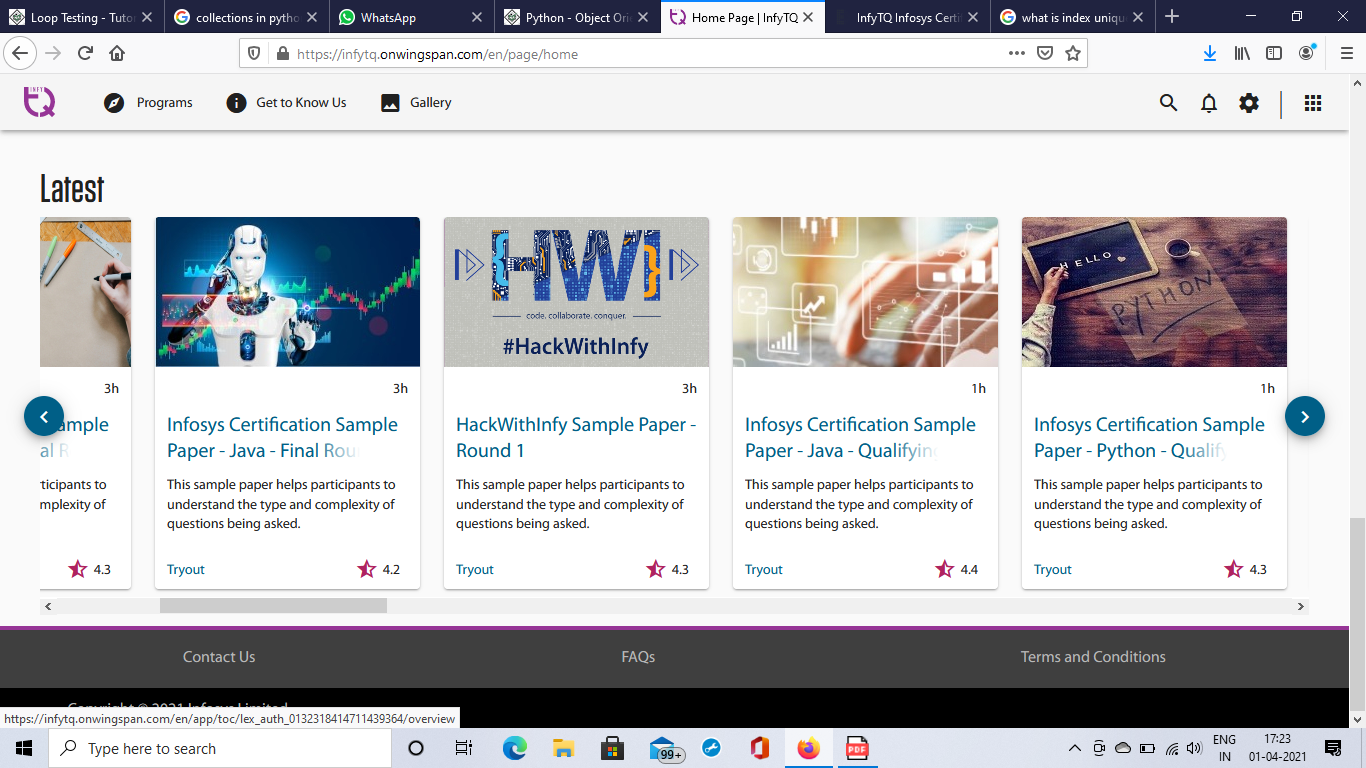 Loop Testing - Tutor
collections in pytho
WhatsApp
Python - Object Orie
Home Page | InfyTQ
InfyTQ Infosys Certifi
what is index uniqu
https://infytq.onwingspan.com/en/page/home
INFY
TQ
Programs
Get to Know Us
Gallery
Latest
3h
ample
al R
ticipants to
mplexity of
4.3
3h
Infosys Certification Sample
Paper - Java - Final Rou
This sample paper helps participants to
understand the type and complexity of
questions being asked.
Tryout
4.2
{HWI}
code. collaborate. conquer.
#HackWithInfy
3h
HackWithInfy Sample Paper -
Round 1
This sample paper helps participants to
understand the type and complexity of
questions being asked.
Tryout
4.3
1h
Infosys Certification Sample
Paper - Java - Qualifyin
This sample paper helps participants to
understand the type and complexity of
questions being asked.
Tryout
4.4
HELLO
PYTHON
1h
Infosys Certification Sample
Paper - Python - Qualify
This sample paper helps participants to
understand the type and complexity of
questions being asked.
Tryout
4.3
Contact Us
FAQs
Terms and Conditions
Copyright © 2021 Infosys Limited
https://infytq.onwingspan.com/en/app/toc/lex_auth_0132318414711439364/overview
Type here to search
99+
PDF
ENG
IN
17:23
01-04-2021